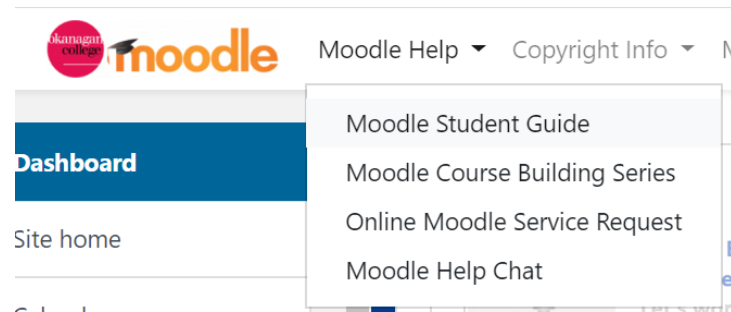 okanagan
college
moodle
Moodle Help
Copyright Info
Moodle Student Guide
Moodle Course Building Series
Online Moodle Service Request
Moodle Help Chat
Dashboard
Site home